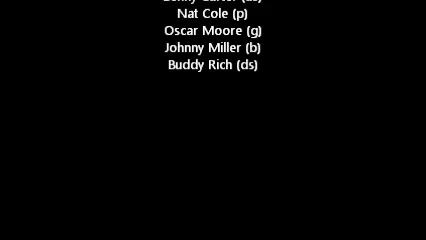 Nat Cole (p)
Oscar Moore (g)
Johnny Miller (b)
Buddy Rich (ds)